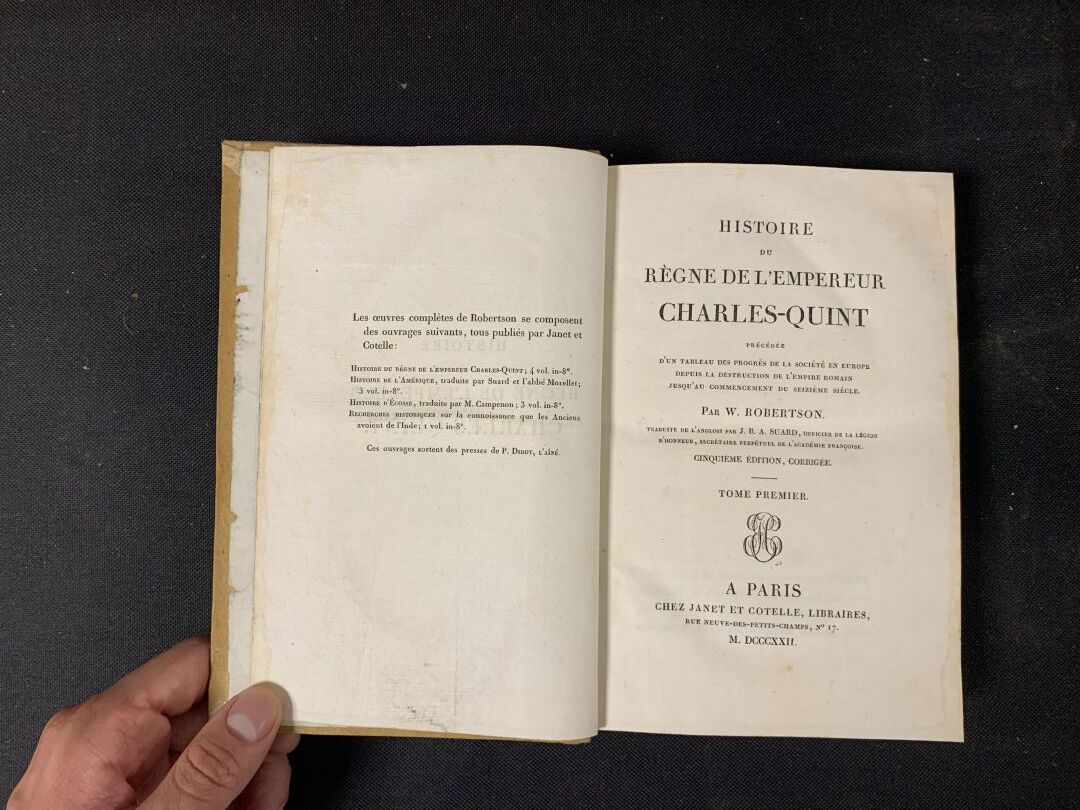 Les œuvres complètes de Robertson se composent
des ouvrages suivants, tous publiés par Janet et
Cotelle:
Histoire du règne de l'empereur Charles-Quint; 4 vol. in-8°.
Histoire de l'Amérique, traduite par Suard et l'abbé Morellet;
3 vol. in-8°.
Histoire d'Écosse, traduite par M. Campenon; 3 vol. in-8°.
Recherches historiques sur la connoissance que les Anciens
avoient de l'Inde; 1 vol. in-8°.
Ces ouvrages sortent des presses de P. Didot, l'aîné.
HISTOIRE
DU
RÈGNE DE L'EMPEREUR
CHARLES-QUINT
PRÉCÉDÉE
D'UN TABLEAU DES PROGRÈS DE LA SOCIÉTÉ EN EUROPE
DEPUIS LA DESTRUCTION DE L'EMPIRE ROMAIN
JUSQU'AU COMMENCEMENT DU SEIZIÈME SIÈCLE.
Par W. ROBERTSON.
TRADUITE DE L'ANGLOIS PAR J. B. A. SUARD, OFFICIER DE LA LÉGION
D'HONNEUR, SECRÉTAIRE PERPÉTUEL DE L'ACADÉMIE FRANÇOISE.
CINQUIÈME ÉDITION, CORRIGÉE.
TOME PREMIER.
A PARIS
CHEZ JANET ET COTELLE, LIBRAIRES,
RUE NEUVE-DES-PETITS-CHAMPS, N° 17.
M. DCCCXXII.